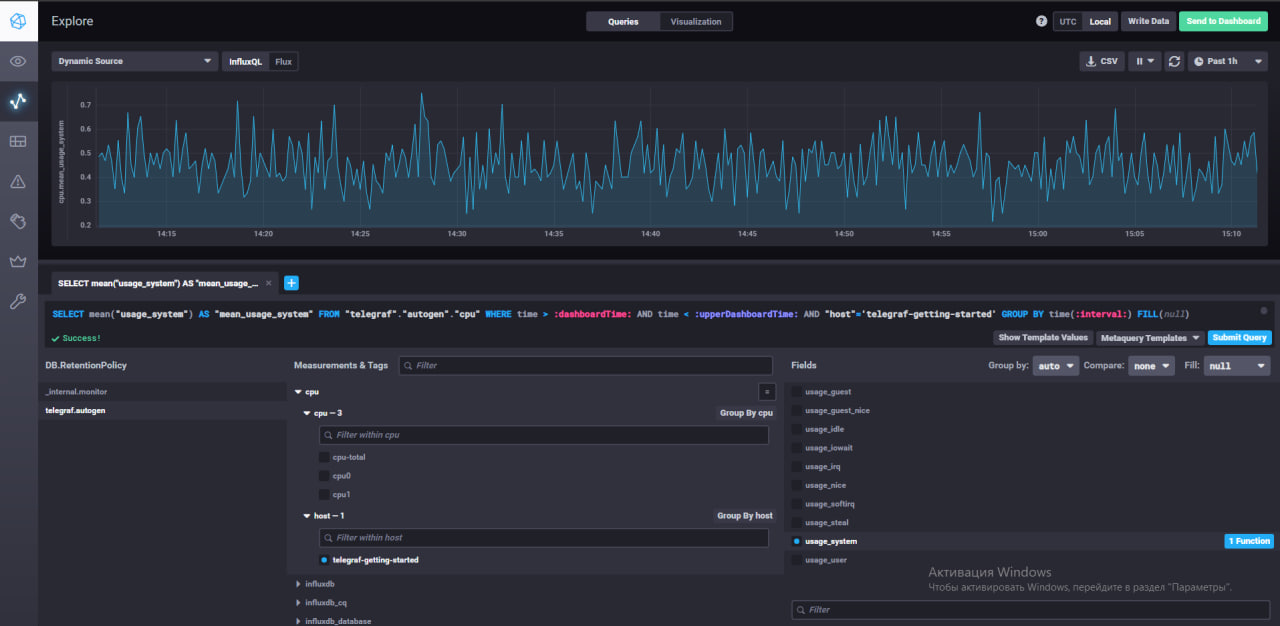 Explore
Queries
Visualization
?
UTC
Local
Write Data
Send to Dashboard
Dynamic Source
InfluxQL
Flux
CSV
Past 1h
cpu.mean_usage_system
0.7
0.6
0.5
0.4
0.3
0.2
14:15
14:20
14:25
14:30
14:35
14:40
14:45
14:50
14:55
15:00
15:05
15:10
SELECT mean("usage_system") AS "mean_usage_...
SELECT mean("usage_system") AS "mean_usage_system" FROM "telegraf"."autogen"."cpu" WHERE time > :dashboardTime: AND time < :upperDashboardTime: AND "host"='telegraf-getting-started' GROUP BY time(:interval:) FILL(null)
Success!
Show Template Values
Metaquery Templates
Submit Query
DB.RetentionPolicy
_internal.monitor
telegraf.autogen
Measurements & Tags
Filter
cpu
cpu — 3
Group By cpu
Filter within cpu
cpu-total
cpu0
cpu1
host — 1
Group By host
Filter within host
telegraf-getting-started
influxdb
influxdb_cq
influxdb_database
Fields
Group by:
auto
Compare:
none
Fill:
null
usage_guest
usage_guest_nice
usage_idle
usage_iowait
usage_irq
usage_nice
usage_softirq
usage_steal
usage_system
1 Function
usage_user
Активация Windows
Чтобы активировать Windows, перейдите в раздел "Параметры".
Filter